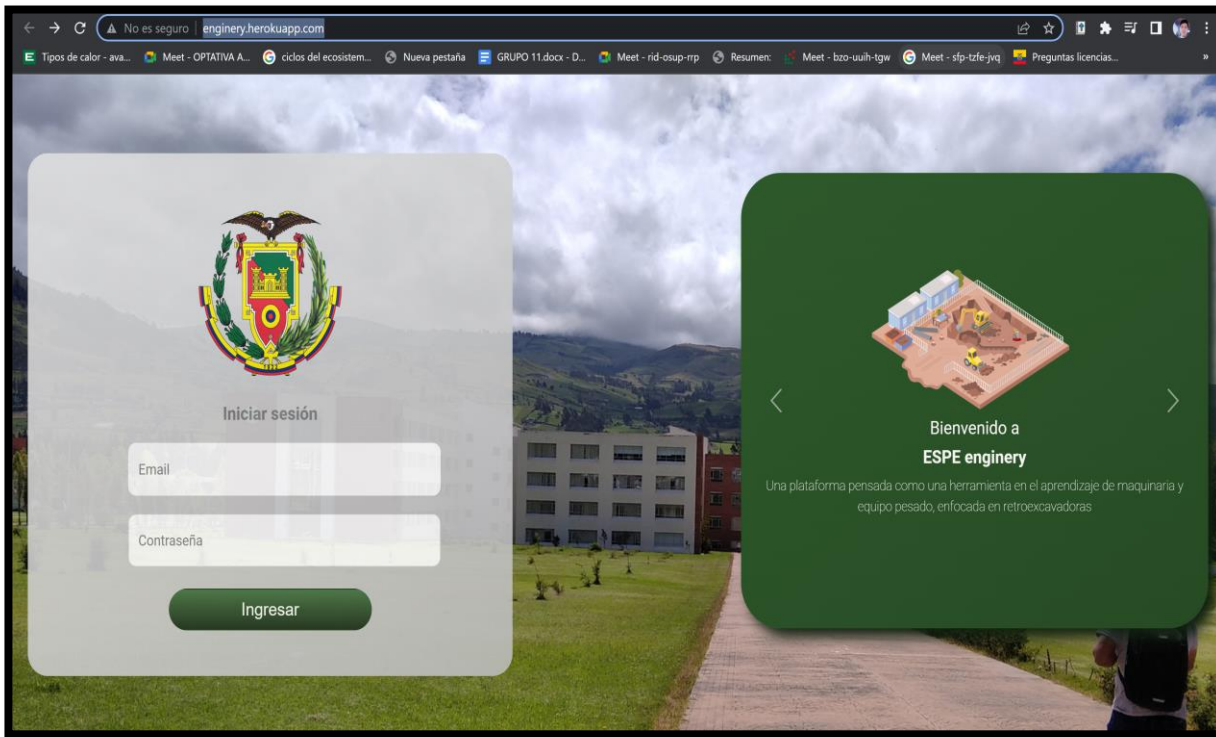 No es seguro | enginery.herokuapp.com
Tipos de calor - ava... Meet - OPTATIVA A... ciclos del ecosistem... Nueva pestaña GRUPO 11.docx - D... Meet - rid-osup-rrp Resumen: Meet - bzo-uuih-tgw Meet - sfp-tzfe-jvq Preguntas licencias... »
1922
Iniciar sesión
Email
Contraseña
Ingresar
Bienvenido a
ESPE enginery
Una plataforma pensada como una herramienta en el aprendizaje de maquinaria y
equipo pesado, enfocada en retroexcavadoras